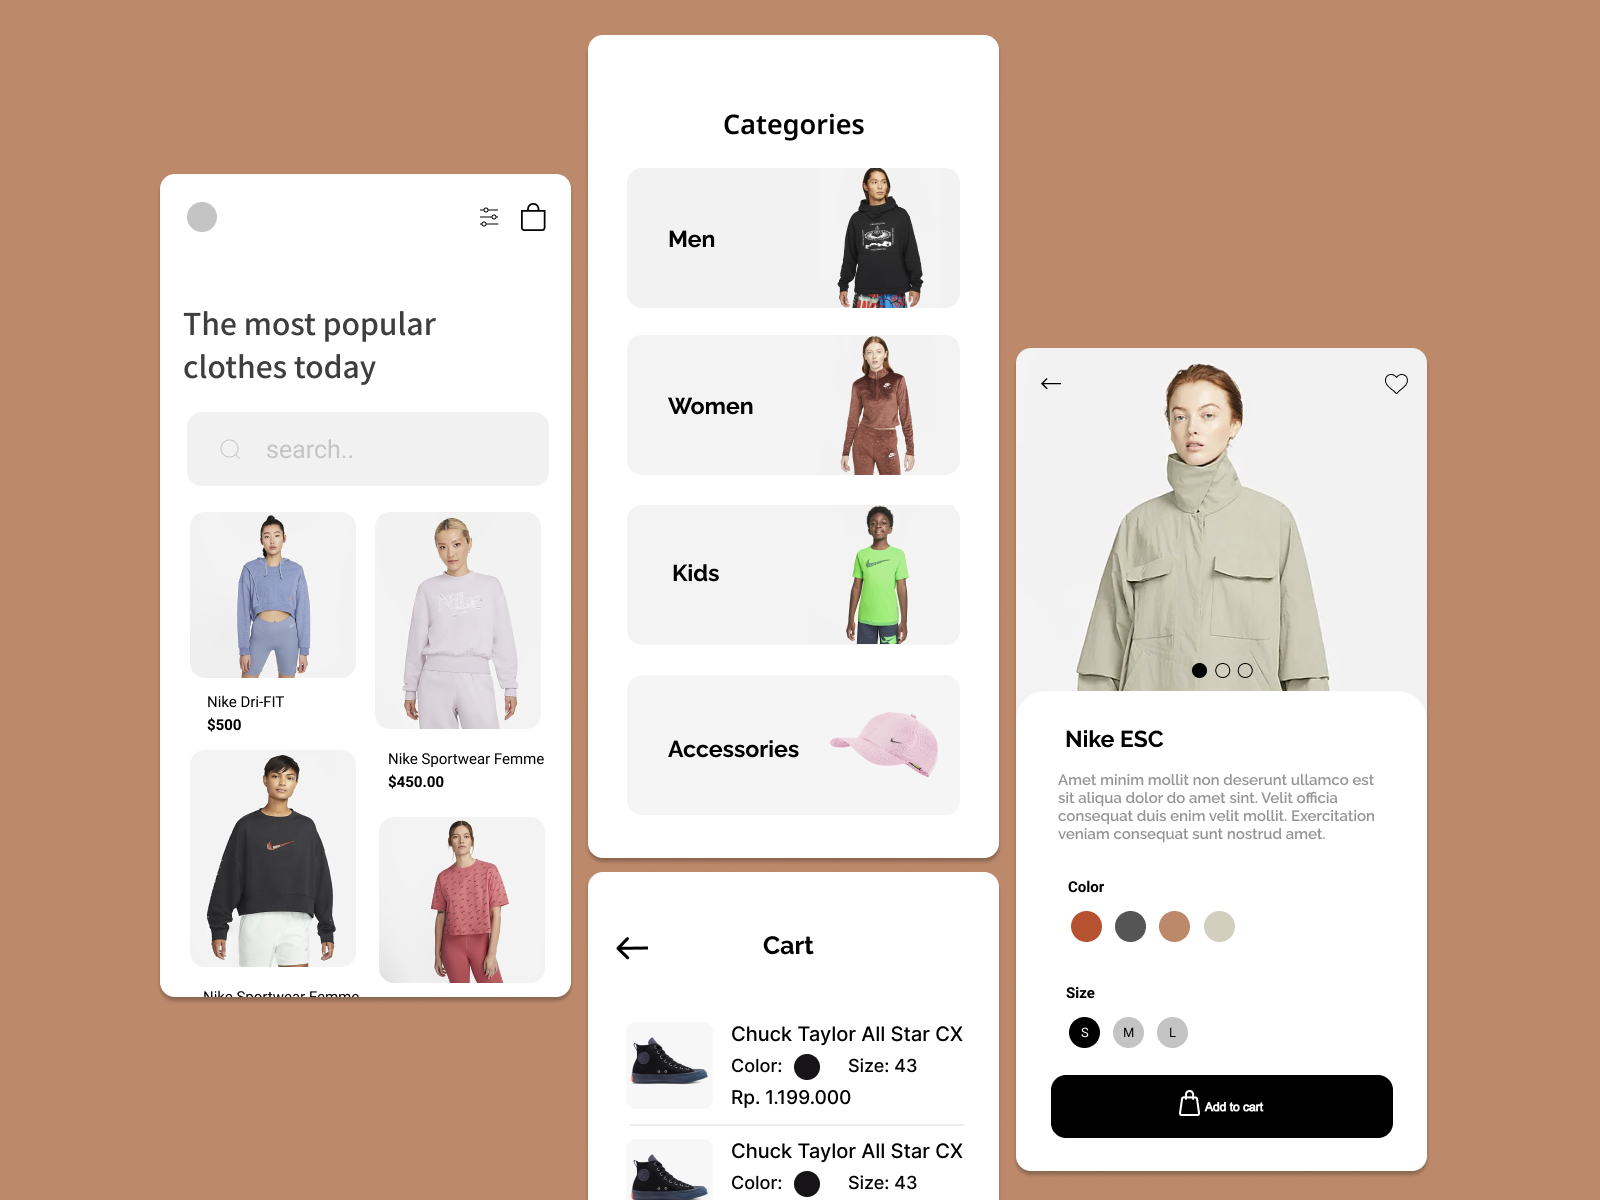 The most popular
clothes today
search..
Nike Dri-FIT
$500
Nike Sportwear Femme
$450.00
Nike Sportwear Femme
Categories
Men
Women
Kids
Accessories
Cart
Chuck Taylor All Star CX
Color: Size: 43
Rp. 1.199.000
Chuck Taylor All Star CX
Color: Size: 43
Nike ESC
Amet minim mollit non deserunt ullamco est
sit aliqua dolor do amet sint. Velit officia
consequat duis enim velit mollit. Exercitation
veniam consequat sunt nostrud amet.
Color
Size
S M L
Add to cart